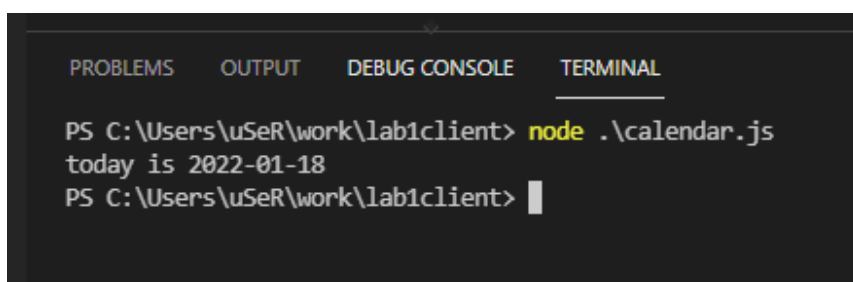 PROBLEMS OUTPUT DEBUG CONSOLE TERMINAL
PS C:\Users\uSeR\work\lab1client> node .\calendar.js
today is 2022-01-18
PS C:\Users\uSeR\work\lab1client>